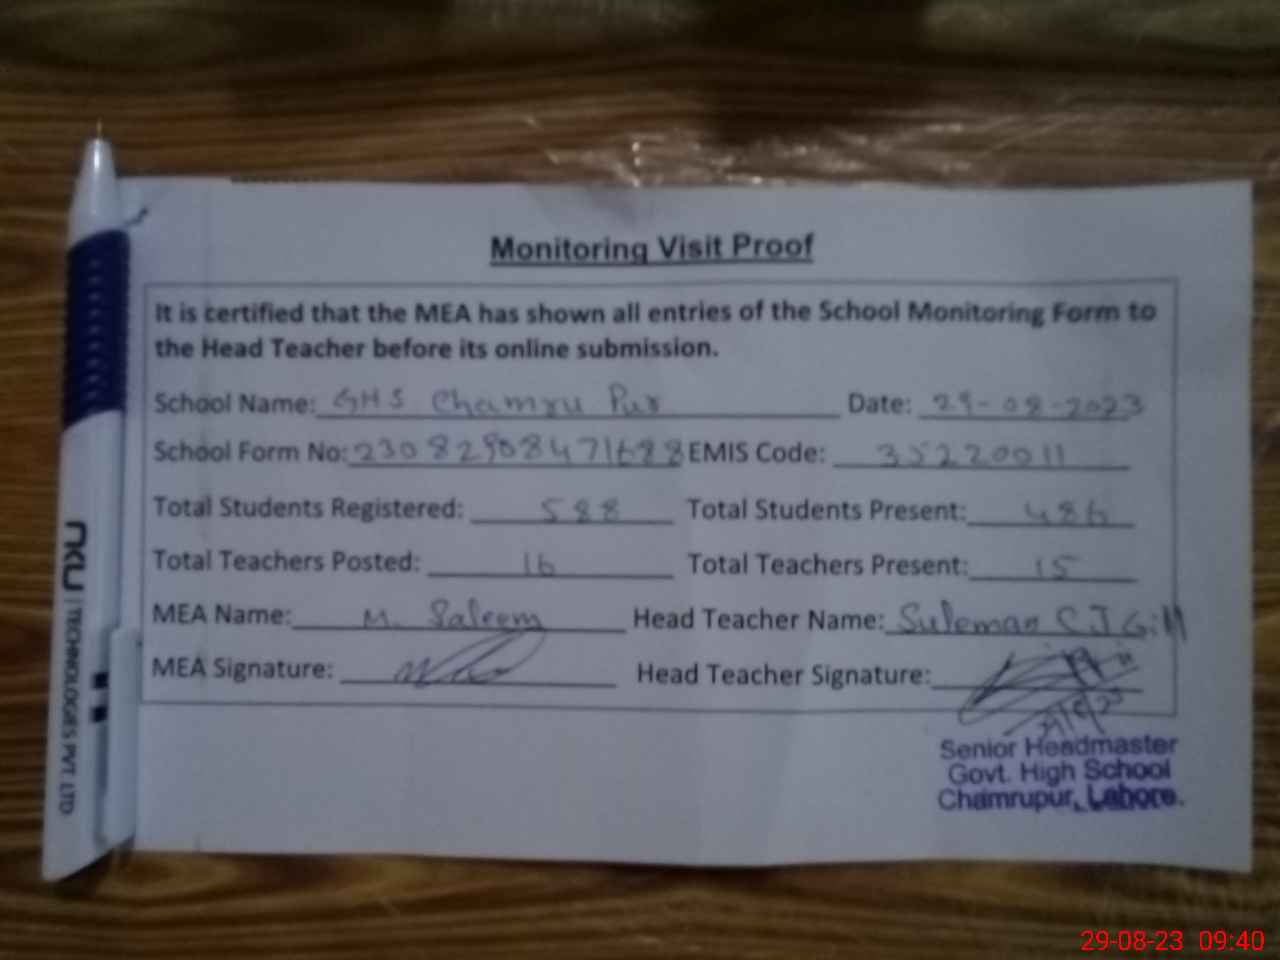 Monitoring Visit Proof
It is certified that the MEA has shown all entries of the School Monitoring Form to
the Head Teacher before its online submission.
School Name: GHS Chamru Pur Date: 29-08-2023
School Form No: 23082908471688 EMIS Code: 35220011
Total Students Registered: 588 Total Students Present: 486
Total Teachers Posted: 16 Total Teachers Present: 15
MEA Name: M. Saleem Head Teacher Name: Suleman C.J Gill
MEA Signature: Head Teacher Signature:
Senior Headmaster
Govt. High School
Chamrupur, Lahore.
nKU | TECHNOLOGIES PVT. LTD
29-08-23 09:40